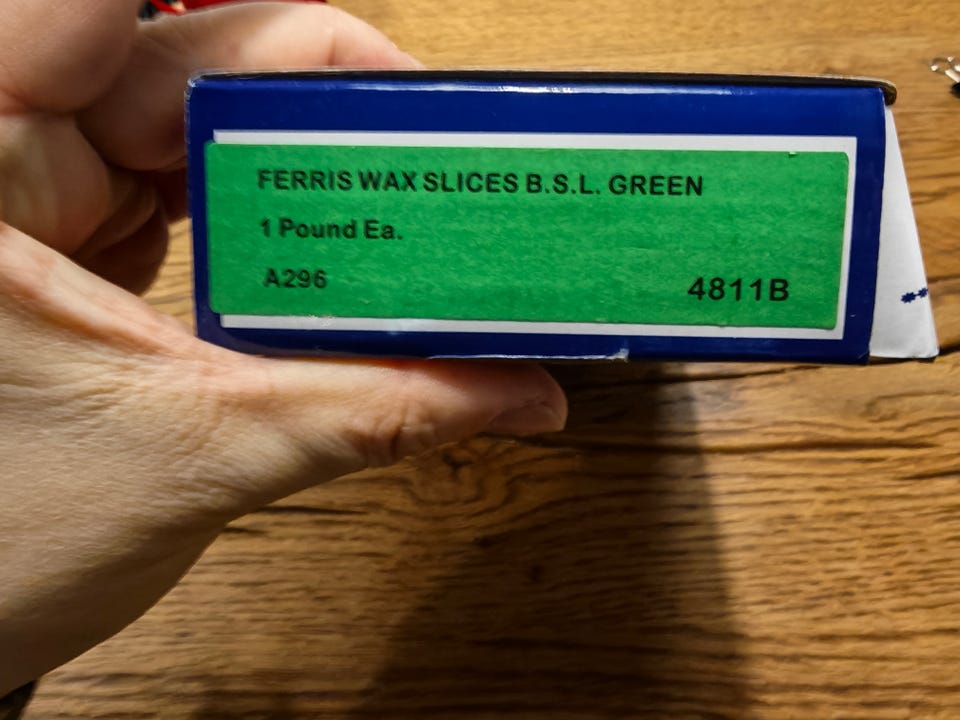 FERRIS WAX SLICES B.S.L. GREEN
1 Pound Ea.
A296 4811B